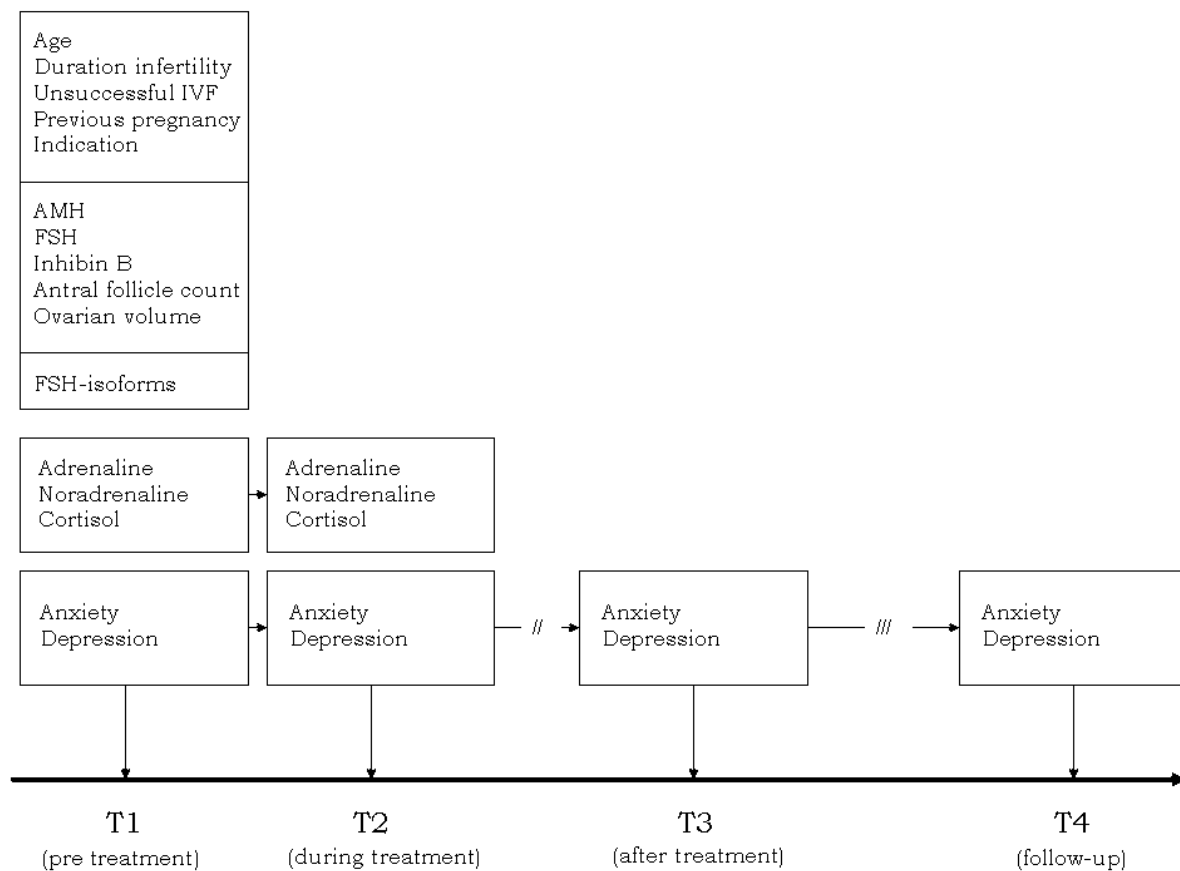 Age
Duration infertility
Unsuccessful IVF
Previous pregnancy
Indication
AMH
FSH
Inhibin B
Antral follicle count
Ovarian volume
FSH-isoforms
Adrenaline
Noradrenaline
Cortisol
Adrenaline
Noradrenaline
Cortisol
Anxiety
Depression
Anxiety
Depression
//
Anxiety
Depression
///
Anxiety
Depression
T1
(pre treatment)
T2
(during treatment)
T3
(after treatment)
T4
(follow-up)